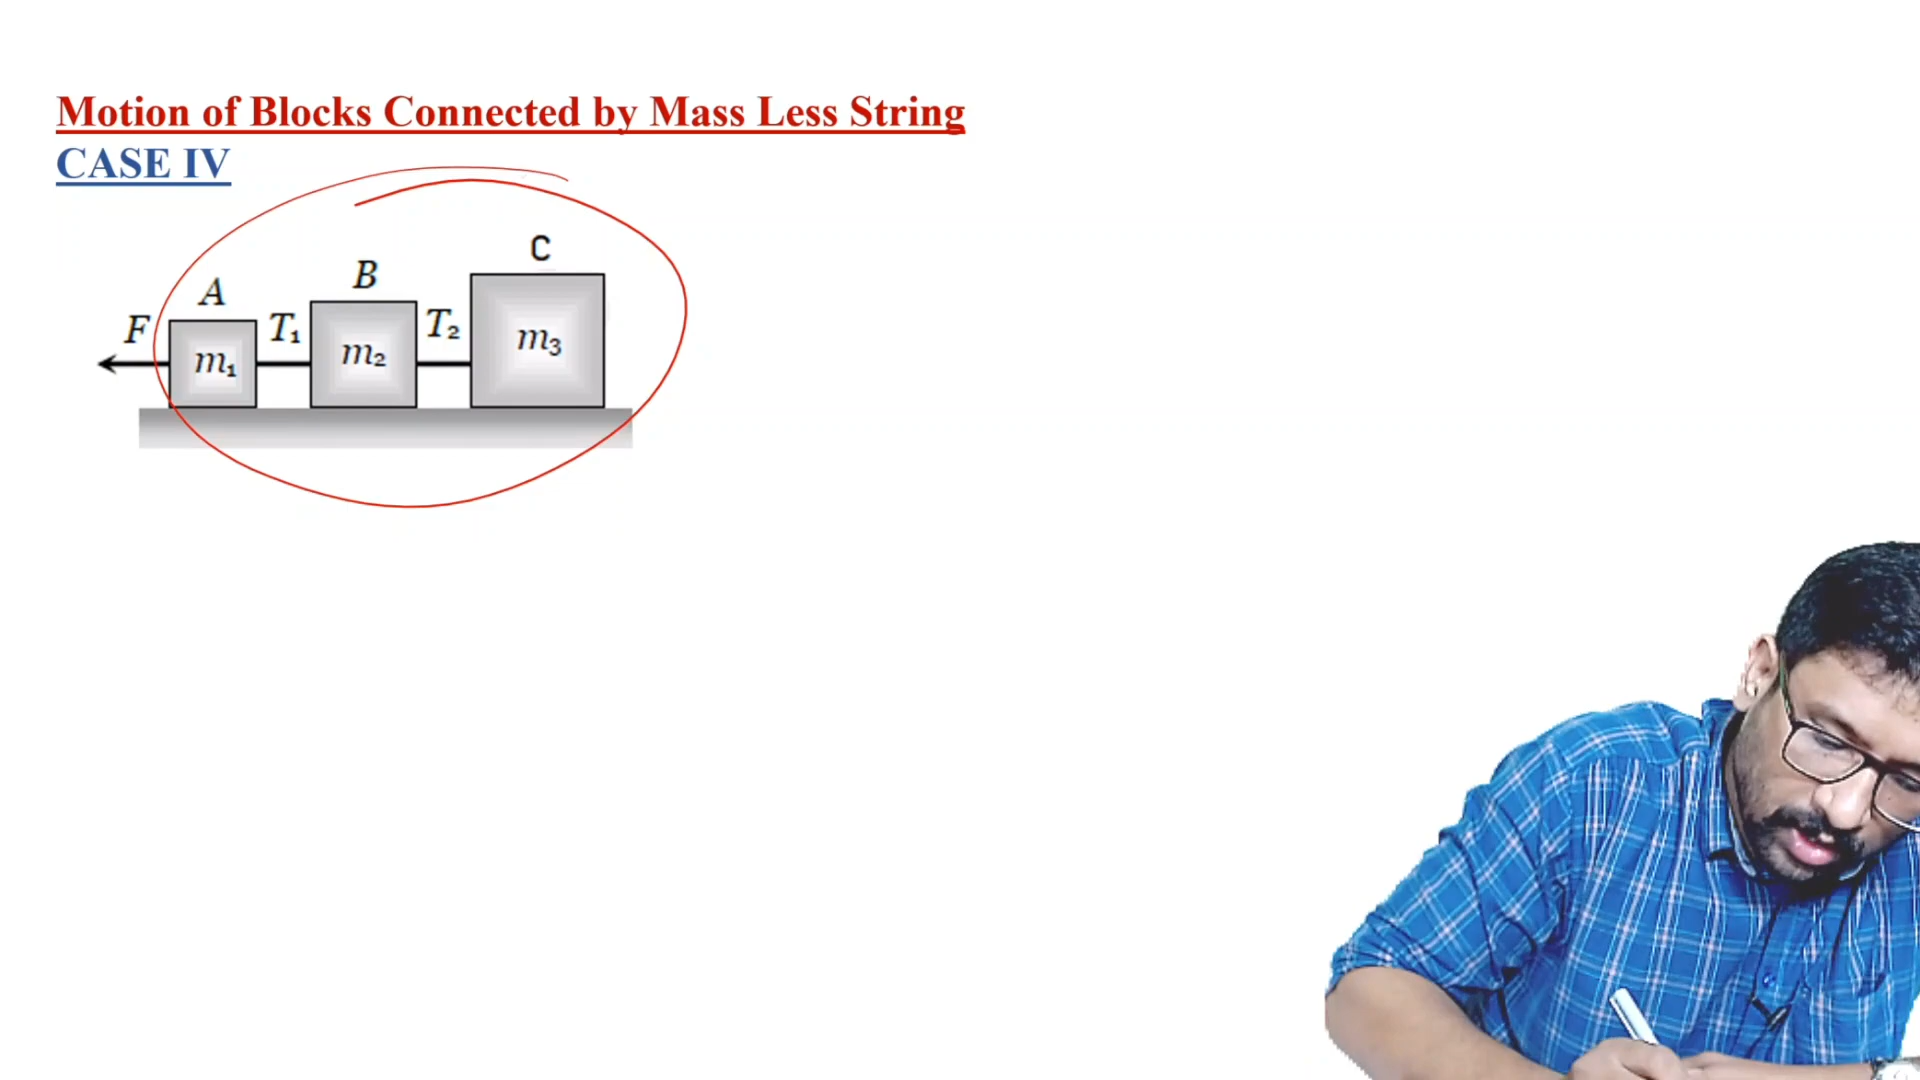 Motion of Blocks Connected by Mass Less String
CASE IV
C
B
A
F
T₁
T₂
m₁
m₂
m₃